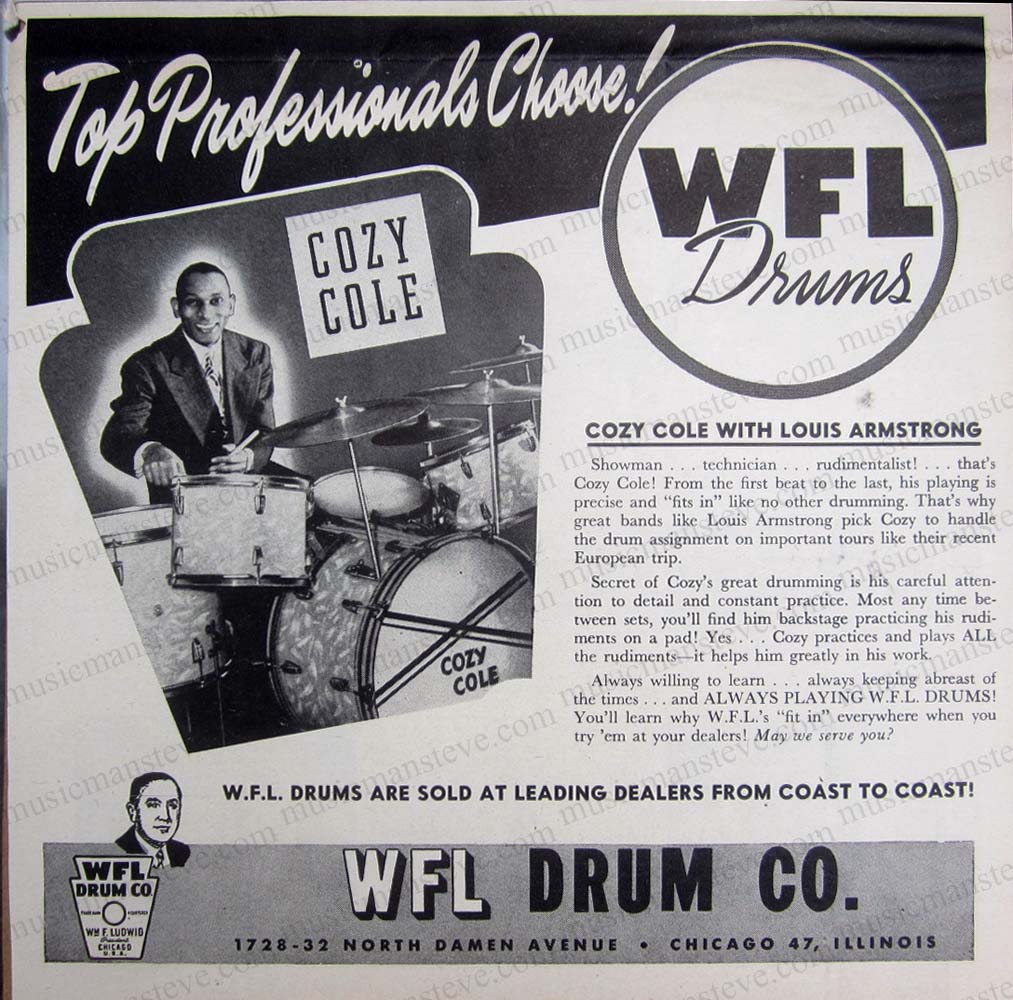 Top Professionals Choose!
WFL
Drums
COZY
COLE
COZY COLE WITH LOUIS ARMSTRONG
Showman . . . technician . . . rudimentalist! . . . that's
Cozy Cole! From the first beat to the last, his playing is
precise and "fits in" like no other drumming. That's why
great bands like Louis Armstrong pick Cozy to handle
the drum assignment on important tours like their recent
European trip.
Secret of Cozy's great drumming is his careful atten-
tion to detail and constant practice. Most any time be-
tween sets, you'll find him backstage practicing his rudi-
ments on a pad! Yes . . . Cozy practices and plays ALL
the rudiments—it helps him greatly in his work.
Always willing to learn . . . always keeping abreast of
the times . . . and ALWAYS PLAYING W.F.L. DRUMS!
You'll learn why W.F.L.'s "fit in" everywhere when you
try 'em at your dealers! May we serve you?
COZY
COLE
W.F.L. DRUMS ARE SOLD AT LEADING DEALERS FROM COAST TO COAST!
WFL
DRUM CO.
TRADE MARK REGISTERED
WM F. LUDWIG
President
CHICAGO
U.S.A.
WFL DRUM CO.
1728-32 NORTH DAMEN AVENUE • CHICAGO 47, ILLINOIS
musicmansteve.com